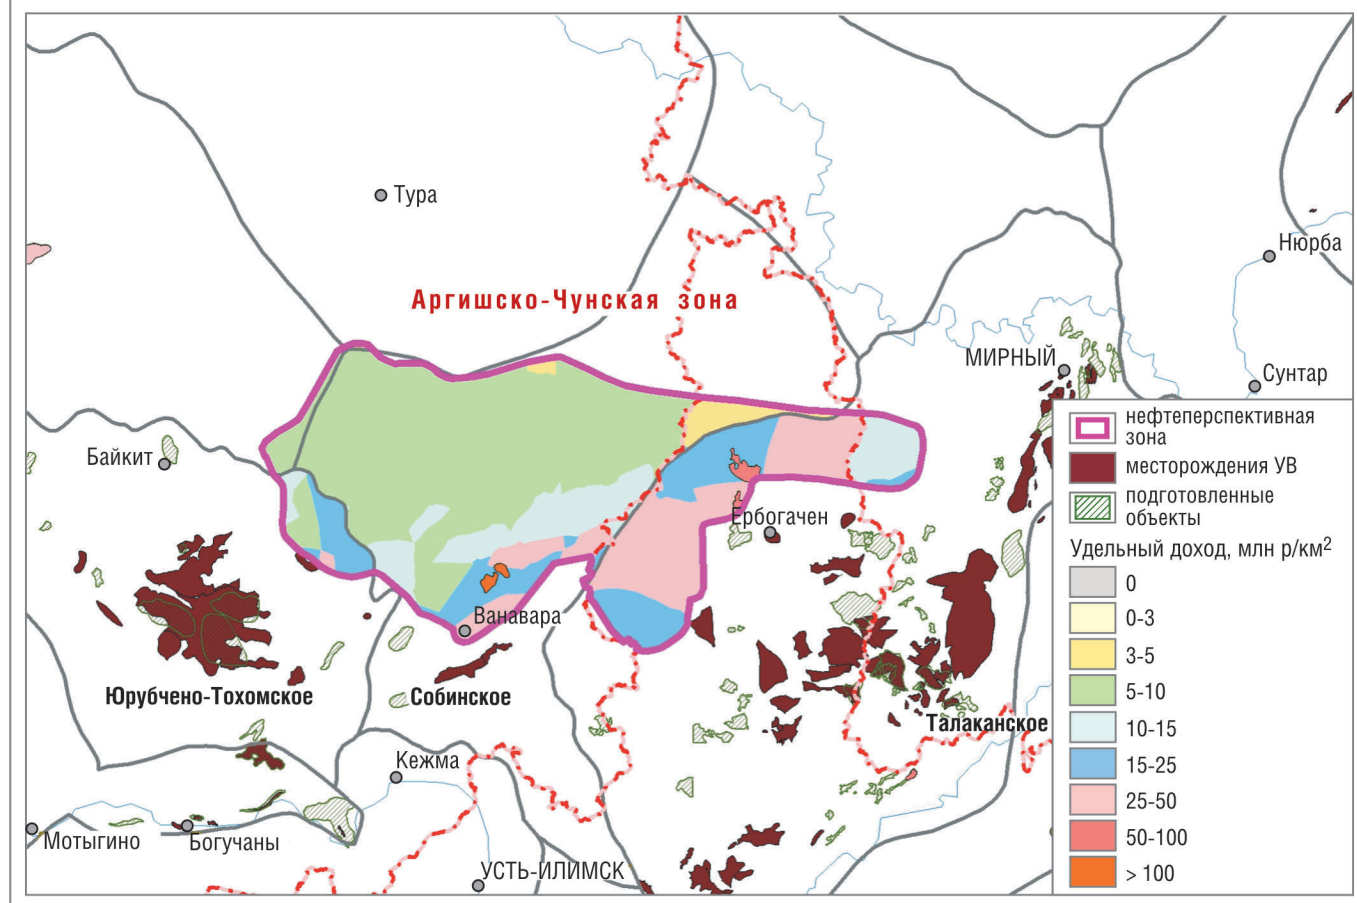 Тура
Нюрба
Аргишско-Чунская зона
МИРНЫЙ
Сунтар
Байкит
Ербогачен
Ванавара
Юрубчено-Тохомское
Собинское
Талаканское
Кежма
Мотыгино
Богучаны
УСТЬ-ИЛИМСК
нефтеперспективная
зона
месторождения УВ
подготовленные
объекты
Удельный доход, млн р/км²
0
0-3
3-5
5-10
10-15
15-25
25-50
50-100
> 100